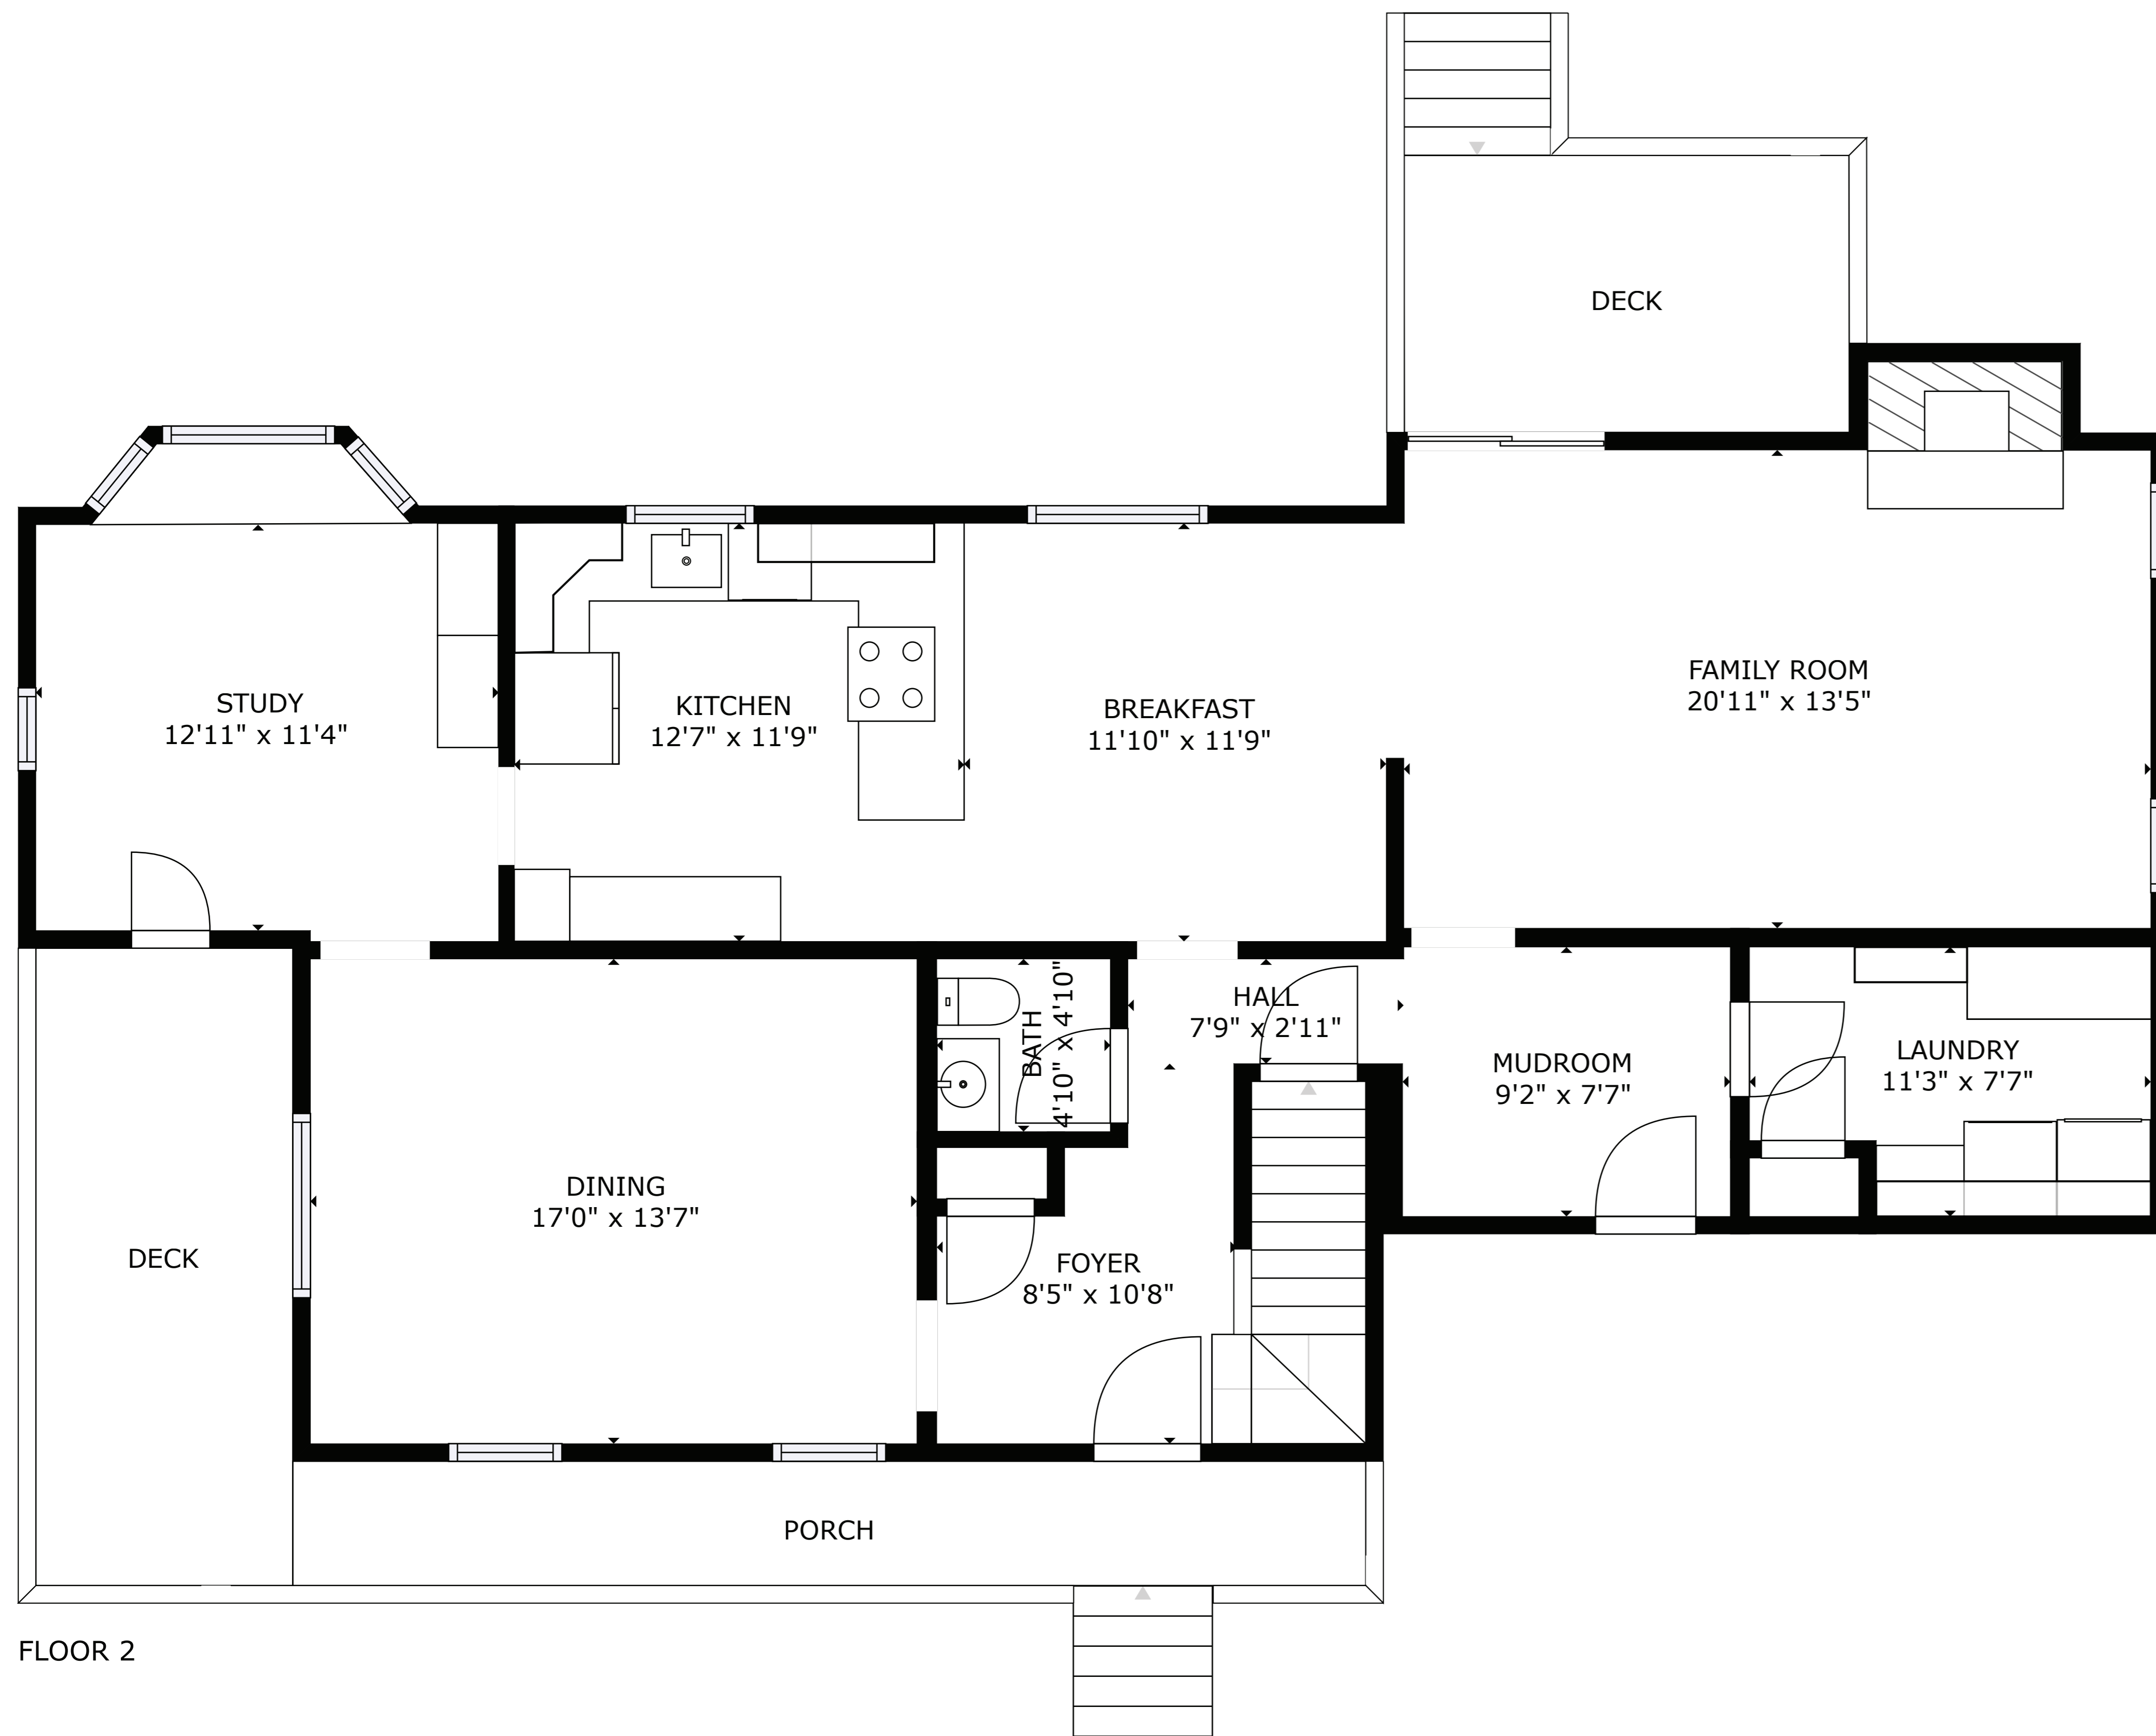 DECK
FAMILY ROOM
20'11" x 13'5"
STUDY
12'11" x 11'4"
KITCHEN
12'7" x 11'9"
BREAKFAST
11'10" x 11'9"
HALL
7'9" x 2'11"
BATH
4'10" x 4'10"
MUDROOM
9'2" x 7'7"
LAUNDRY
11'3" x 7'7"
DINING
17'0" x 13'7"
DECK
FOYER
8'5" x 10'8"
PORCH
FLOOR 2